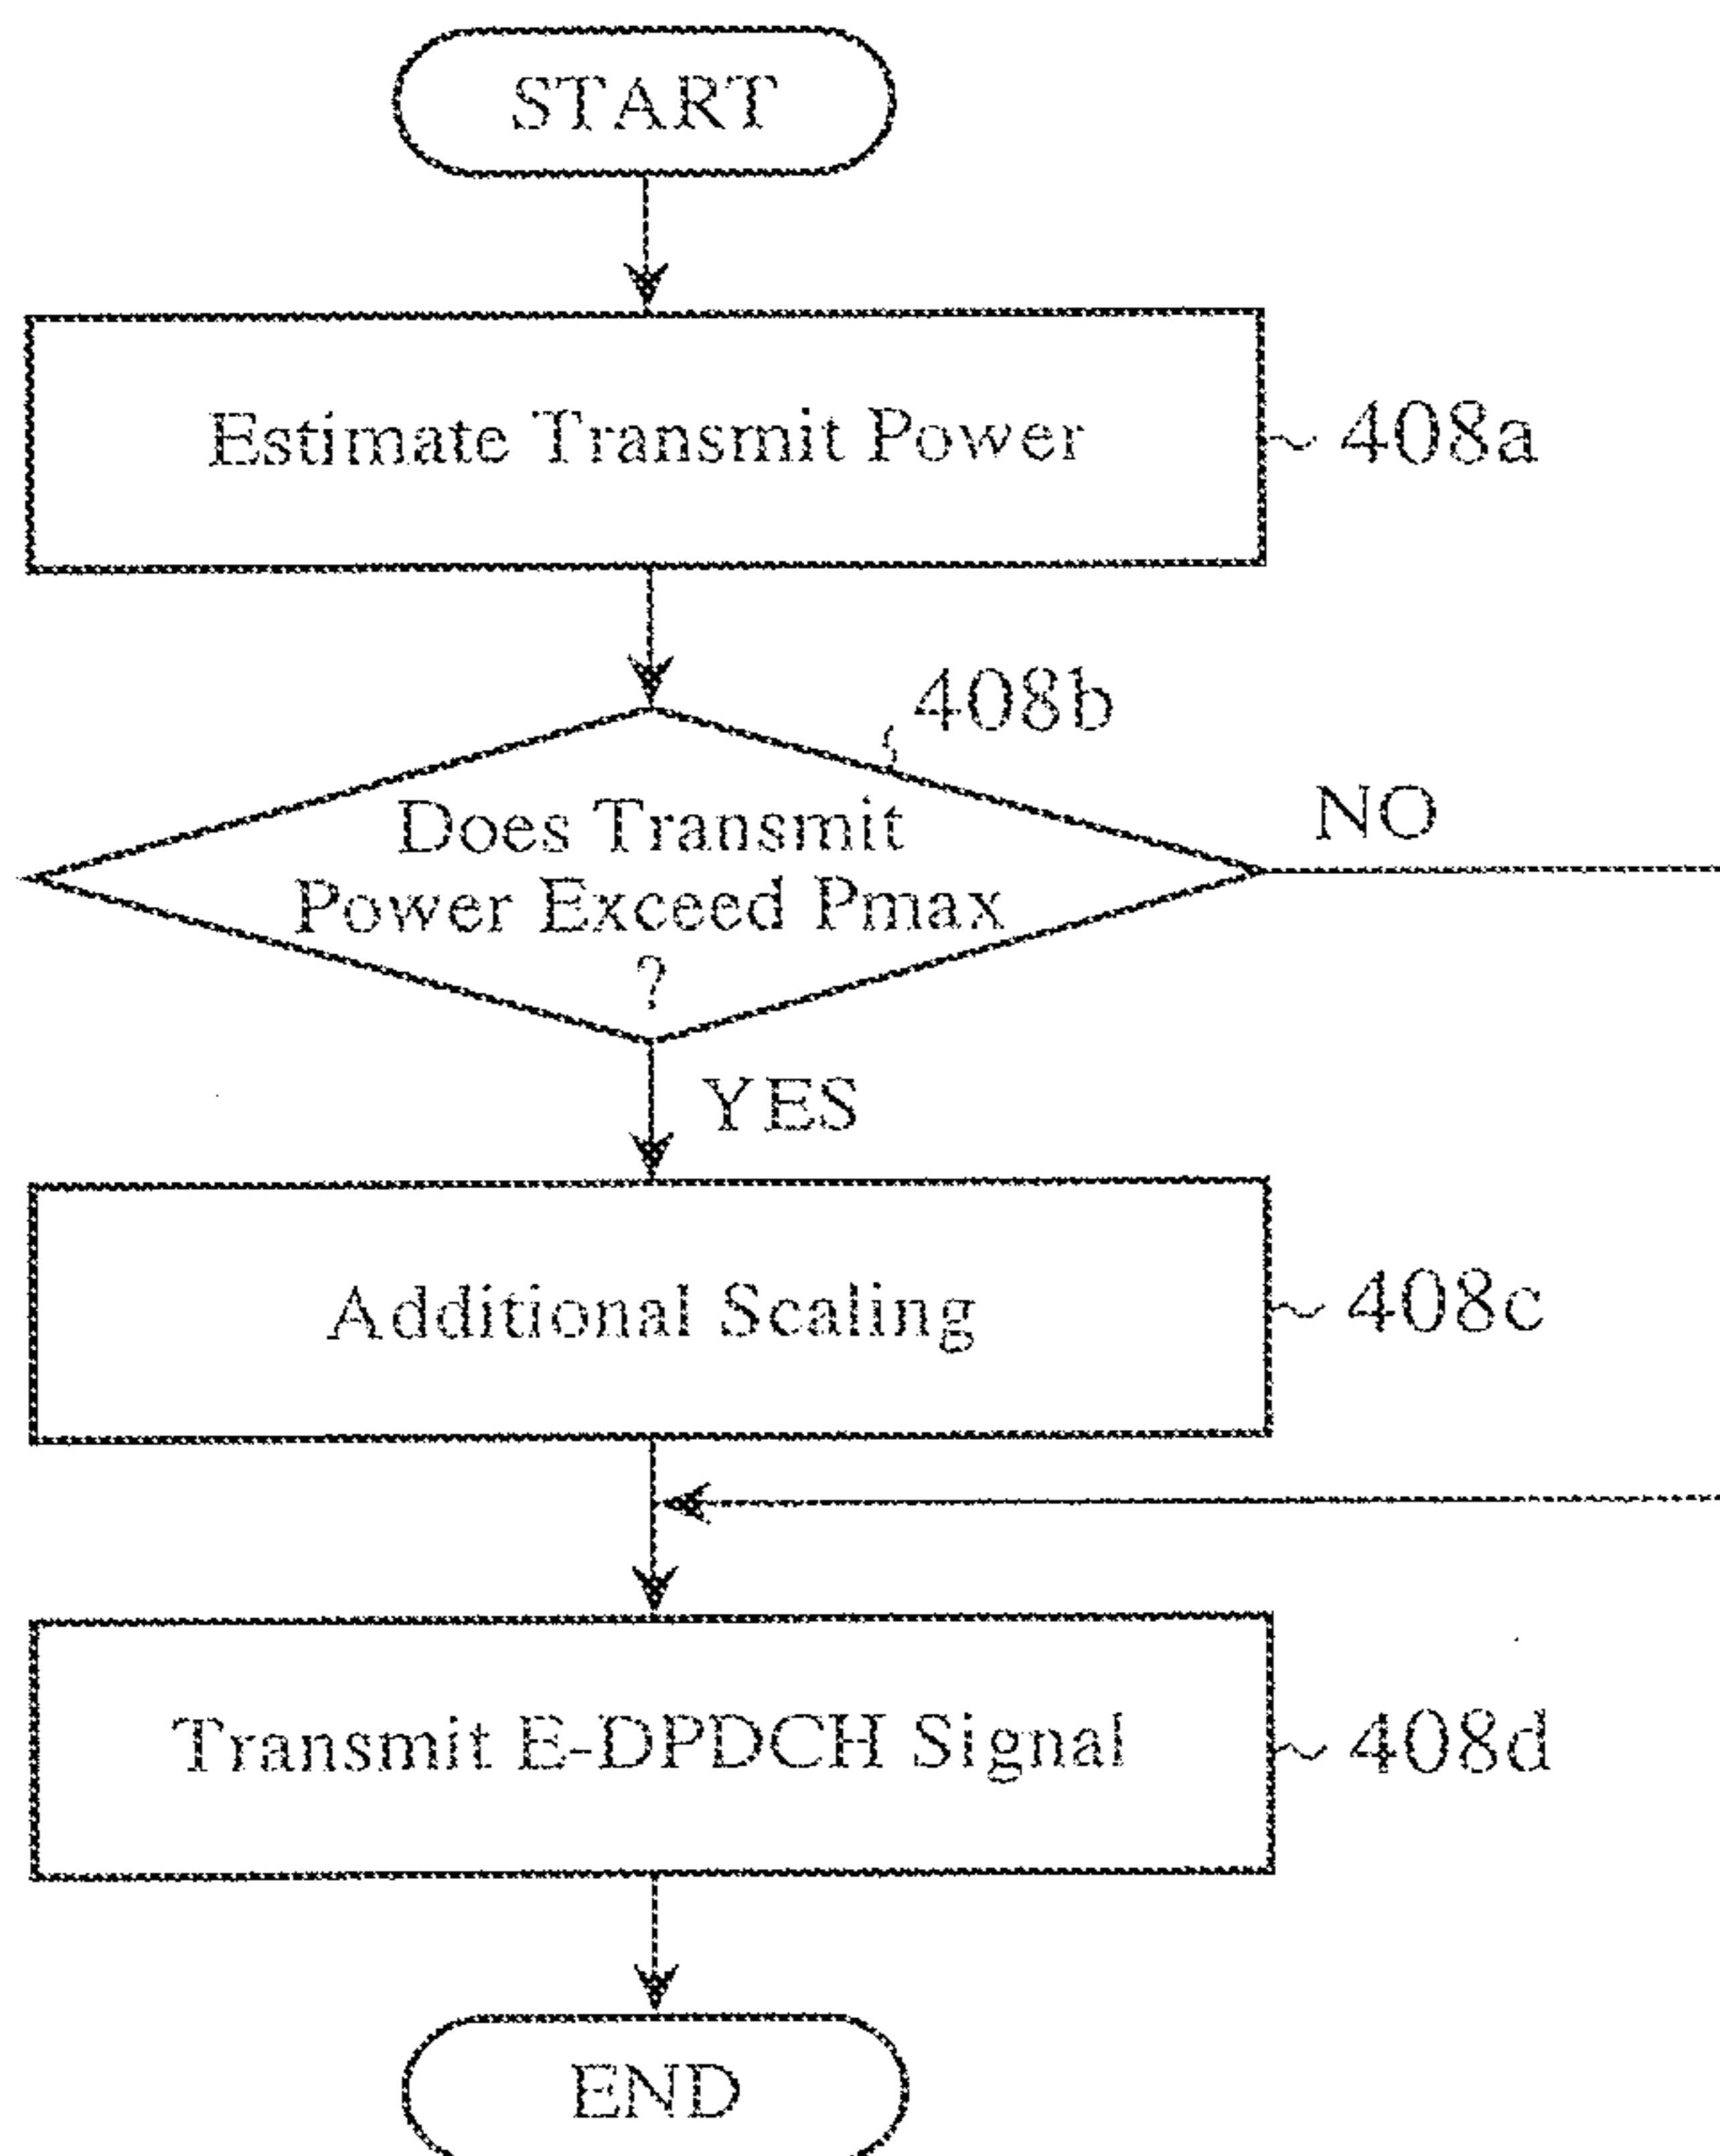 START
Estimate Transmit Power
408a
408b
Does Transmit
Power Exceed Pmax
?
NO
YES
Additional Scaling
408c
Transmit E-DPDCH Signal
408d
END